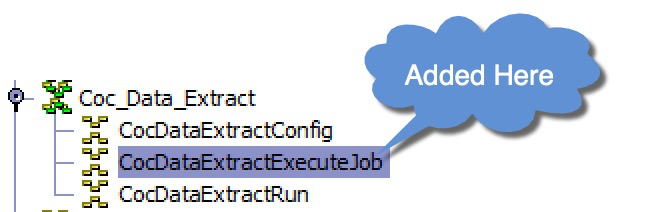 Added Here
Coc_Data_Extract
CocDataExtractConfig
CocDataExtractExecuteJob
CocDataExtractRun